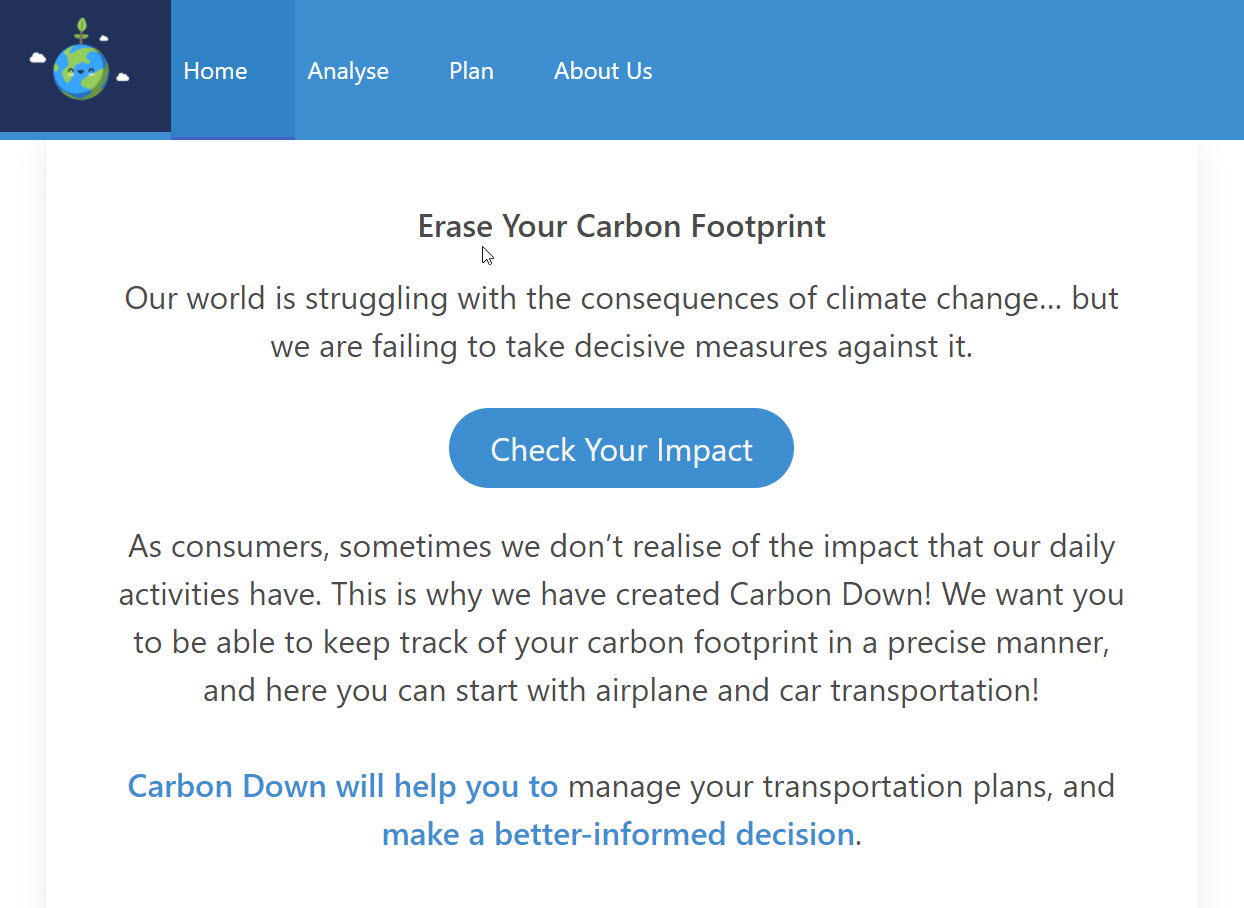 Home Analyse Plan About Us
Erase Your Carbon Footprint
Our world is struggling with the consequences of climate change... but
we are failing to take decisive measures against it.
Check Your Impact
As consumers, sometimes we don’t realise of the impact that our daily
activities have. This is why we have created Carbon Down! We want you
to be able to keep track of your carbon footprint in a precise manner,
and here you can start with airplane and car transportation!
Carbon Down will help you to manage your transportation plans, and
make a better-informed decision.